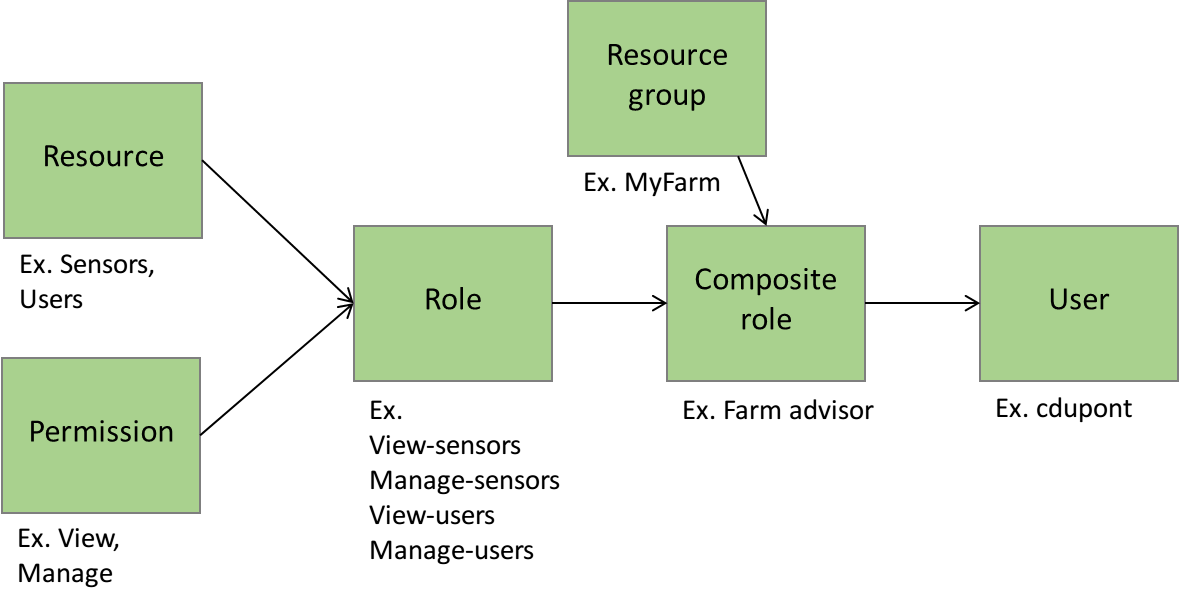 Resource
group
Ex. MyFarm
Resource
Ex. Sensors,
Users
Permission
Ex. View,
Manage
Role
Ex.
View-sensors
Manage-sensors
View-users
Manage-users
Composite
role
Ex. Farm advisor
User
Ex. cdupont